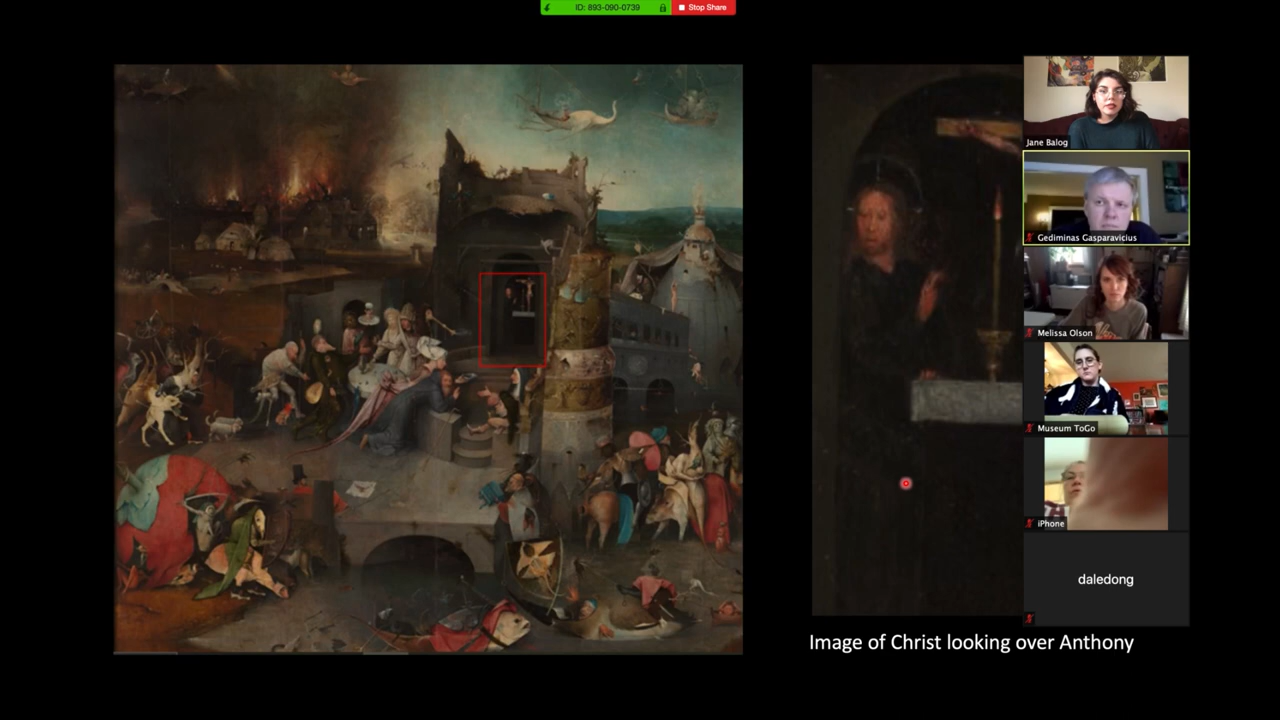 ID: 893-090-0739
Stop Share
Jane Balog
Gediminas Gasparavicius
Melissa Olson
Museum ToGo
iPhone
daledong
Image of Christ looking over Anthony